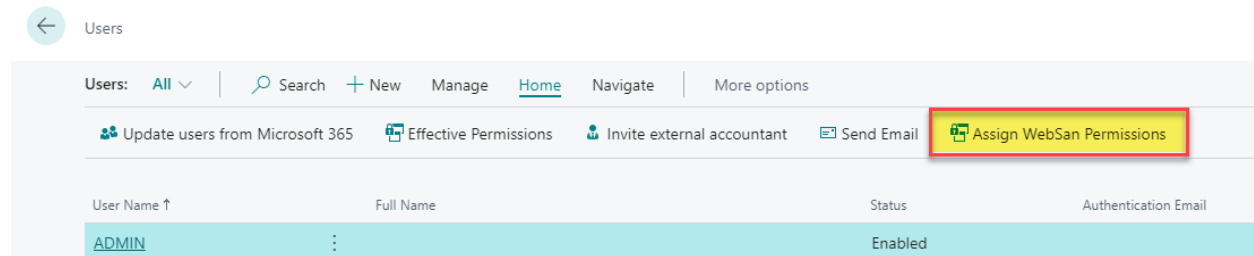 Users
Users: All Search New Manage Home Navigate More options
Update users from Microsoft 365 Effective Permissions Invite external accountant Send Email Assign WebSan Permissions
User Name ↑ Full Name Status Authentication Email
ADMIN Enabled